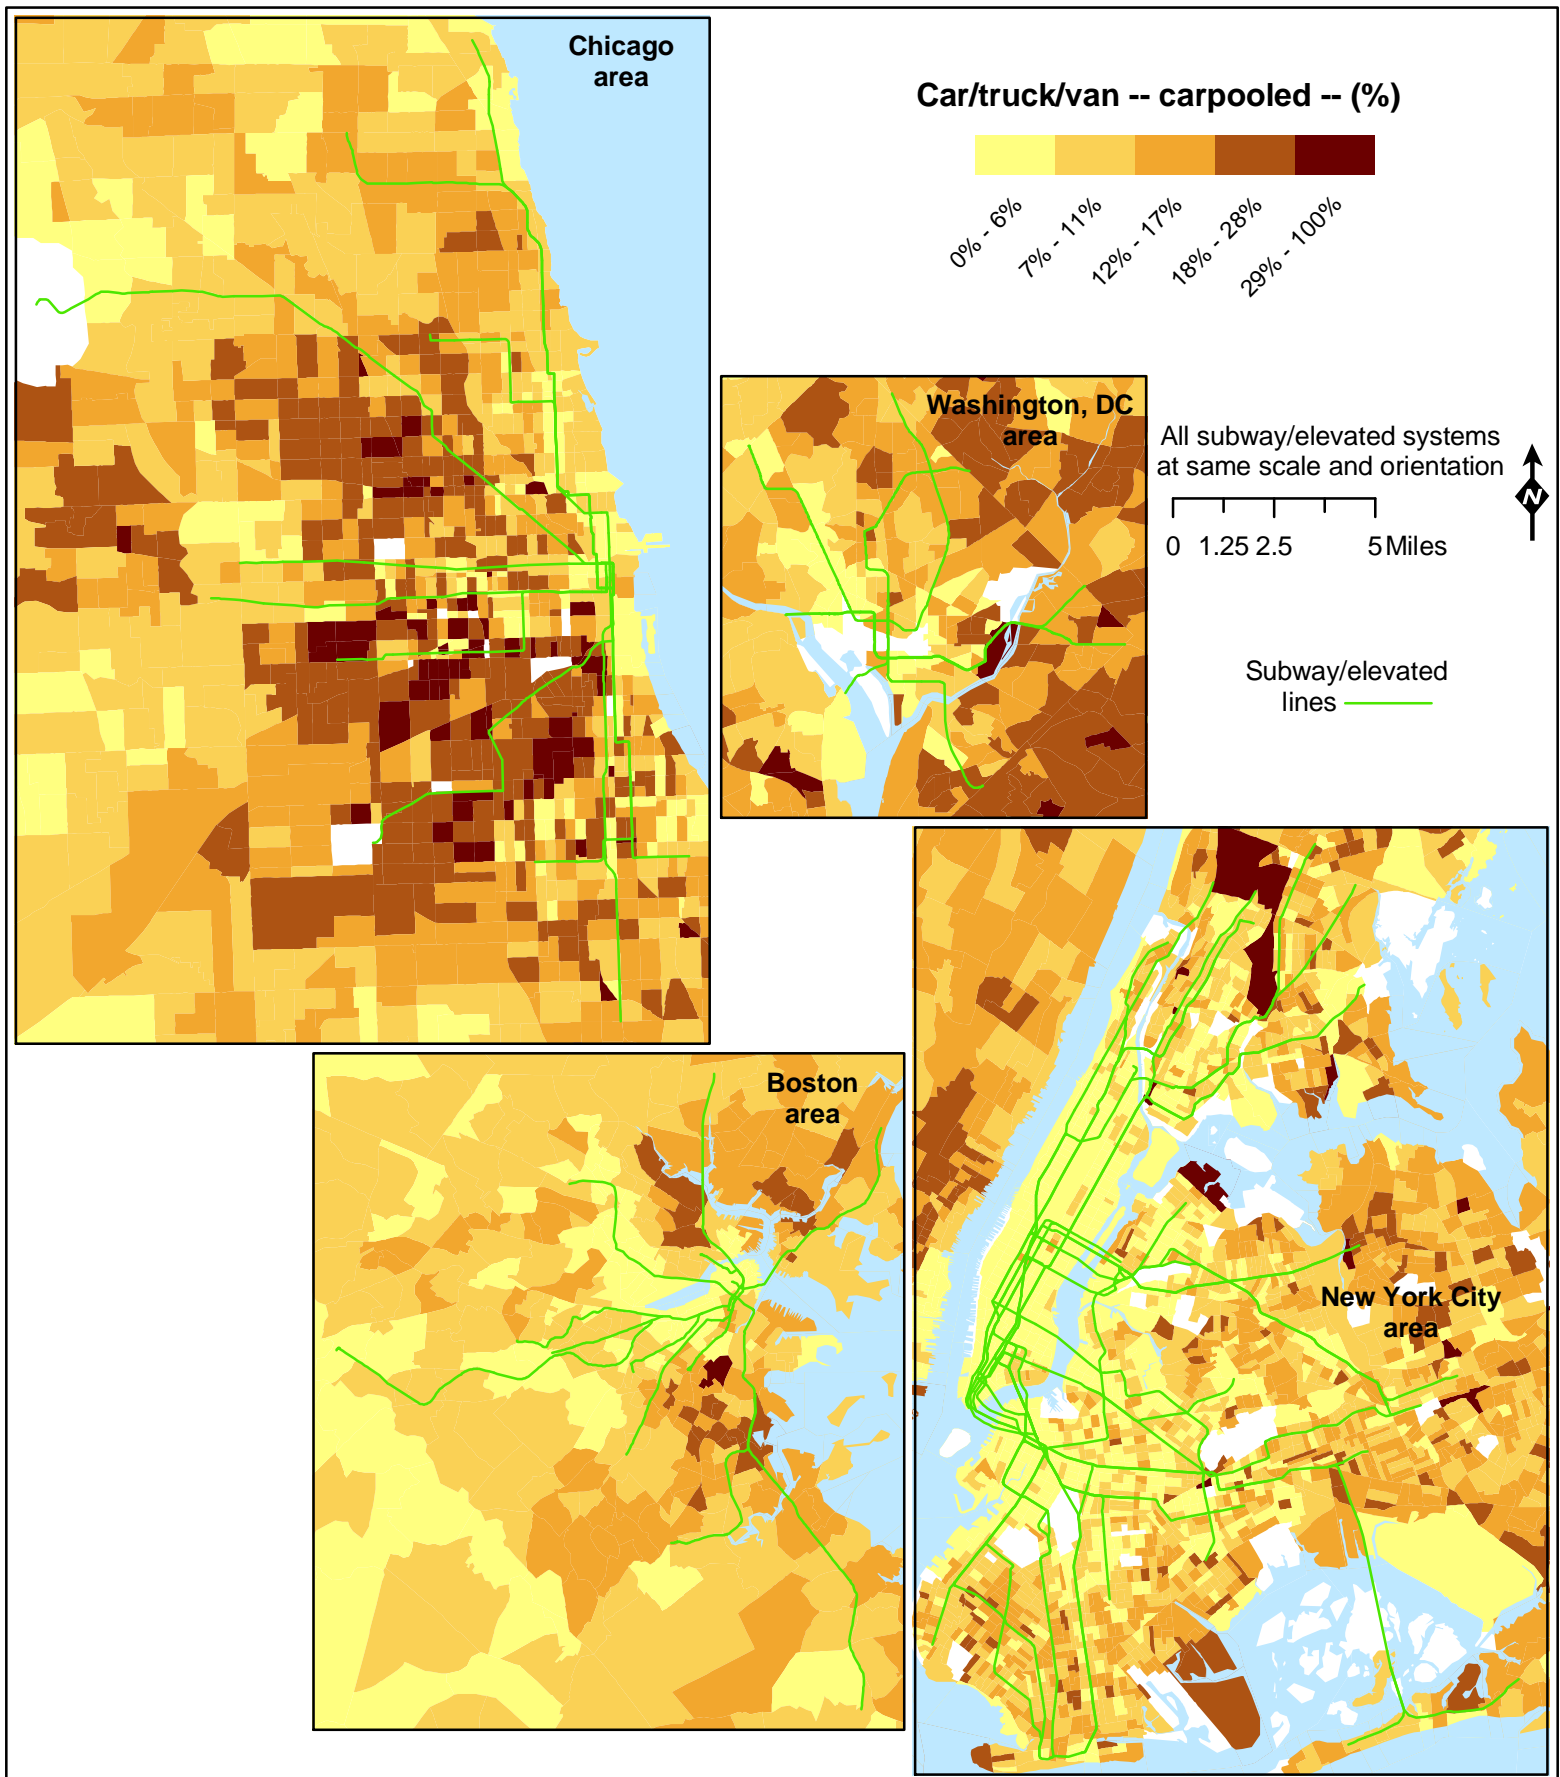 Chicago
area
Car/truck/van -- carpooled -- (%)
0% - 6%
7% - 11%
12% - 17%
18% - 28%
29% - 100%
Washington, DC
area
All subway/elevated systems
at same scale and orientation
N
0 1.25 2.5 5 Miles
Subway/elevated
lines
Boston
area
New York City
area